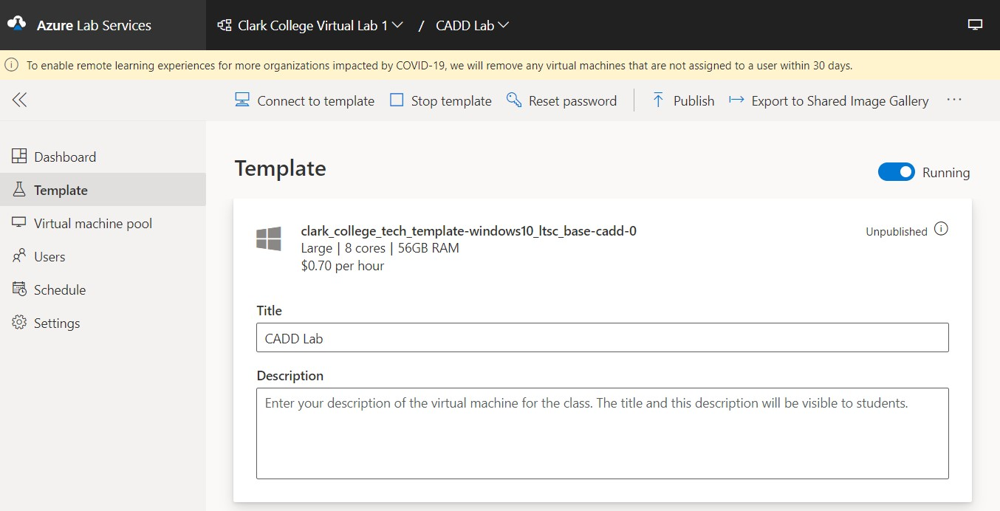 Azure Lab Services
Clark College Virtual Lab 1 / CADD Lab
To enable remote learning experiences for more organizations impacted by COVID-19, we will remove any virtual machines that are not assigned to a user within 30 days.
Connect to template Stop template Reset password Publish Export to Shared Image Gallery ...
Dashboard
Template
Virtual machine pool
Users
Schedule
Settings
Template
Running
clark_college_tech_template-windows10_ltsc_base-cadd-0
Unpublished
Large | 8 cores | 56GB RAM
$0.70 per hour
Title
CADD Lab
Description
Enter your description of the virtual machine for the class. The title and this description will be visible to students.